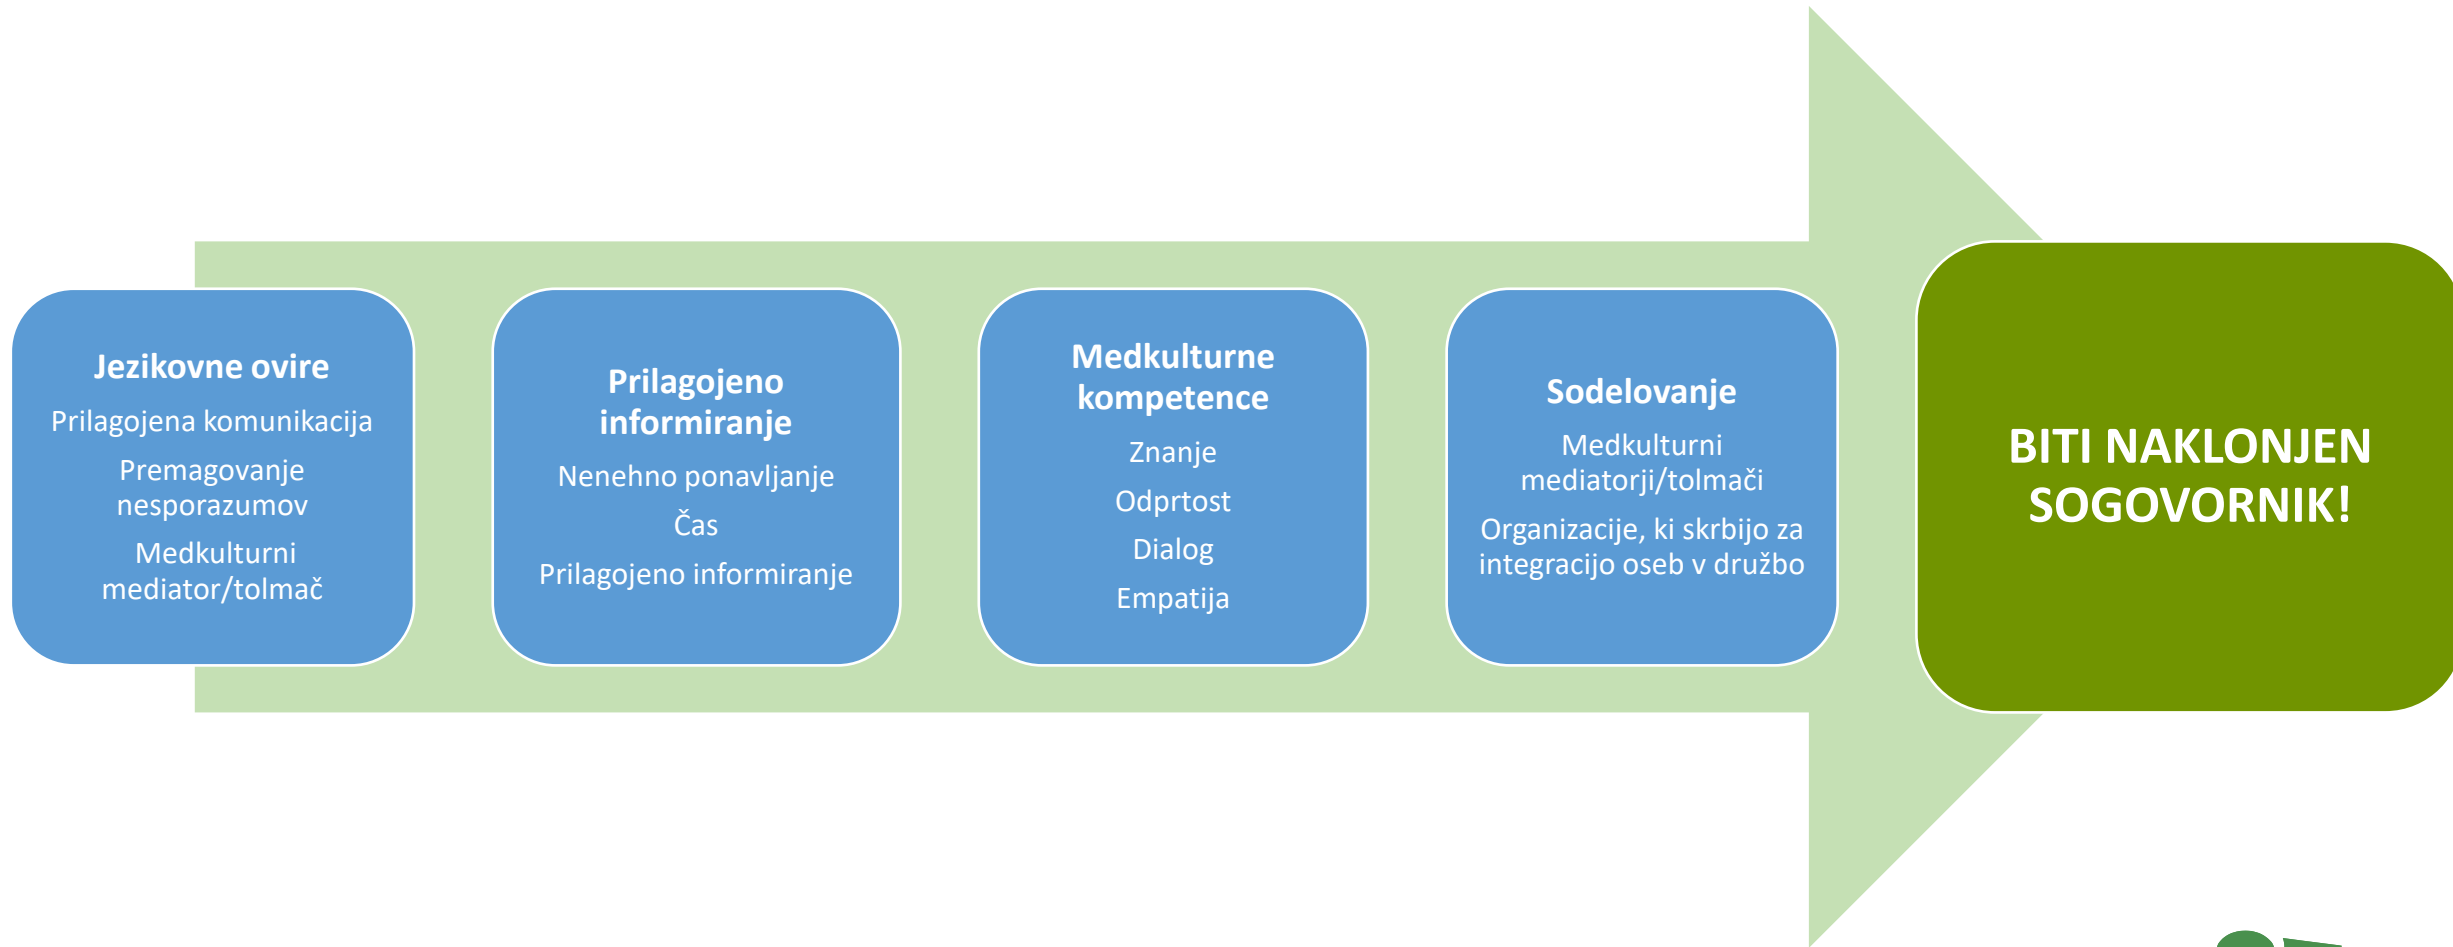 Jezikovne ovire
Prilagojena komunikacija
Premagovanje
nesporazumov
Medkulturni
mediator/tolmač
Prilagojeno
informiranje
Nenehno ponavljanje
Čas
Prilagojeno informiranje
Medkulturne
kompetence
Znanje
Odprtost
Dialog
Empatija
Sodelovanje
Medkulturni
mediatorji/tolmači
Organizacije, ki skrbijo za
integracijo oseb v družbo
BITI NAKLONJEN
SOGOVORNIK!